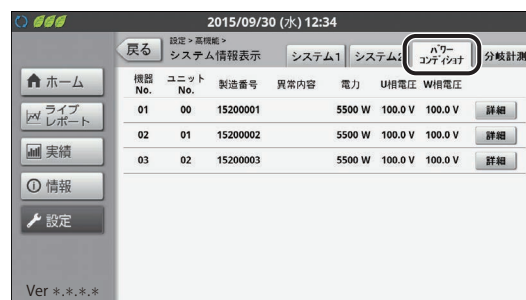 2015/09/30 (水) 12:34
戻る
設定 > 高機能 >
システム情報表示
システム1
システム2
パワー
コンディショナ
分岐計測
ホーム
ライブ
レポート
実績
情報
設定
Ver *.*.*.*
機器
No.
ユニット
No.
製造番号 異常内容 電力 U相電圧 W相電圧
01 00 15200001 5500 W 100.0 V 100.0 V 詳細
02 01 15200002 5500 W 100.0 V 100.0 V 詳細
03 02 15200003 5500 W 100.0 V 100.0 V 詳細